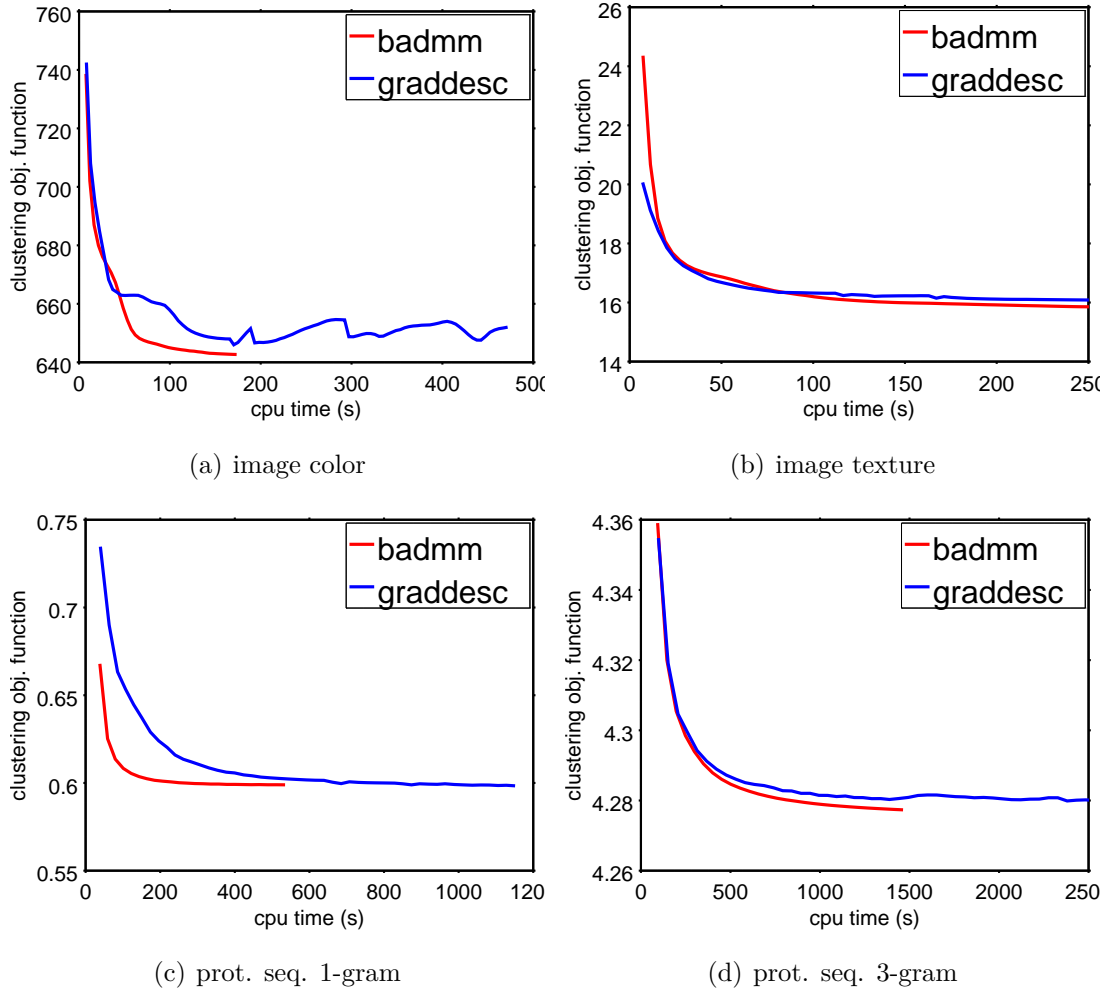 760
740
720
700
680
660
640
clustering obj. function
badmm
graddesc
0 100 200 300 400 500
cpu time (s)
(a) image color
26
24
22
20
18
16
14
clustering obj. function
badmm
graddesc
0 50 100 150 200 250
cpu time (s)
(b) image texture
0.75
0.7
0.65
0.6
0.55
clustering obj. function
badmm
graddesc
0 200 400 600 800 1000 1200
cpu time (s)
(c) prot. seq. 1-gram
4.36
4.34
4.32
4.3
4.28
4.26
clustering obj. function
badmm
graddesc
0 500 1000 1500 2000 2500
cpu time (s)
(d) prot. seq. 3-gram